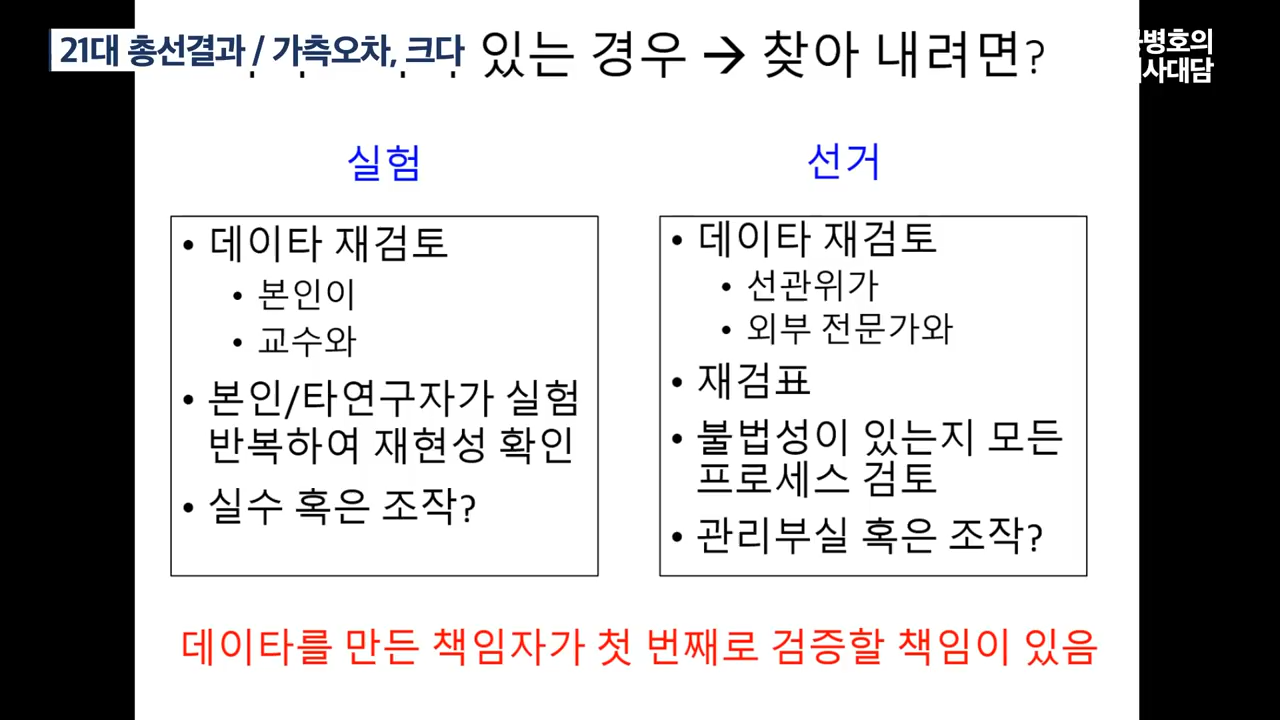 21대 총선결과 / 가측오차, 크다
있는 경우 → 찾아 내려면?
병호의
사대담
실험
• 데이타 재검토
• 본인이
• 교수와
• 본인/타연구자가 실험
반복하여 재현성 확인
• 실수 혹은 조작?
선거
• 데이타 재검토
• 선관위가
• 외부 전문가와
• 재검표
• 불법성이 있는지 모든
프로세스 검토
• 관리부실 혹은 조작?
데이타를 만든 책임자가 첫 번째로 검증할 책임이 있음